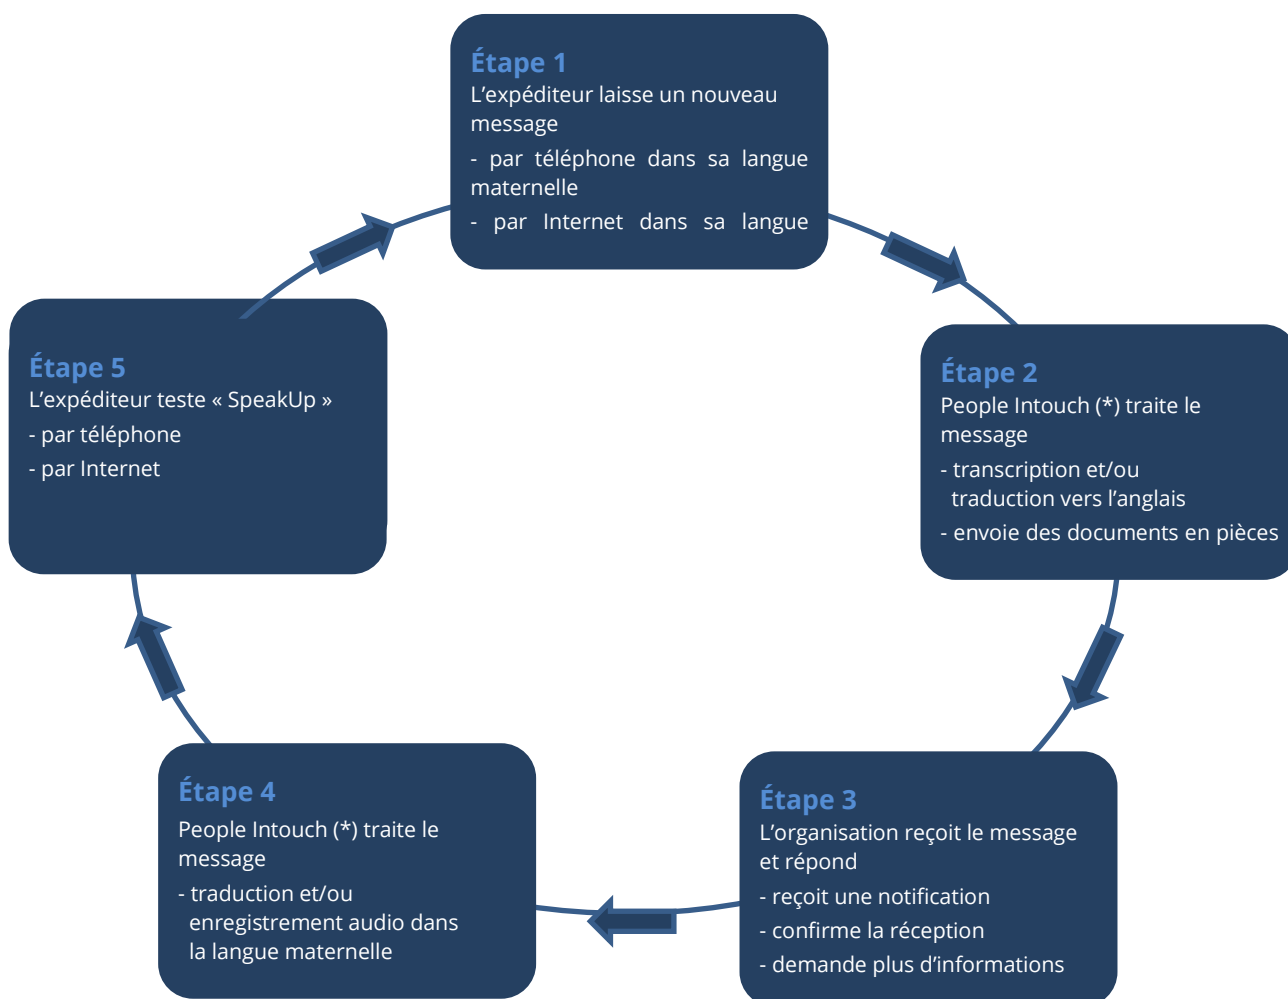 Étape 1
L’expéditeur laisse un nouveau
message
- par téléphone dans sa langue
maternelle
- par Internet dans sa langue
Étape 2
People Intouch (*) traite le
message
- transcription et/ou
traduction vers l’anglais
- envoie des documents en pièces
Étape 3
L’organisation reçoit le message
et répond
- reçoit une notification
- confirme la réception
- demande plus d’informations
Étape 4
People Intouch (*) traite le
message
- traduction et/ou
enregistrement audio dans
la langue maternelle
Étape 5
L’expéditeur teste « SpeakUp »
- par téléphone
- par Internet